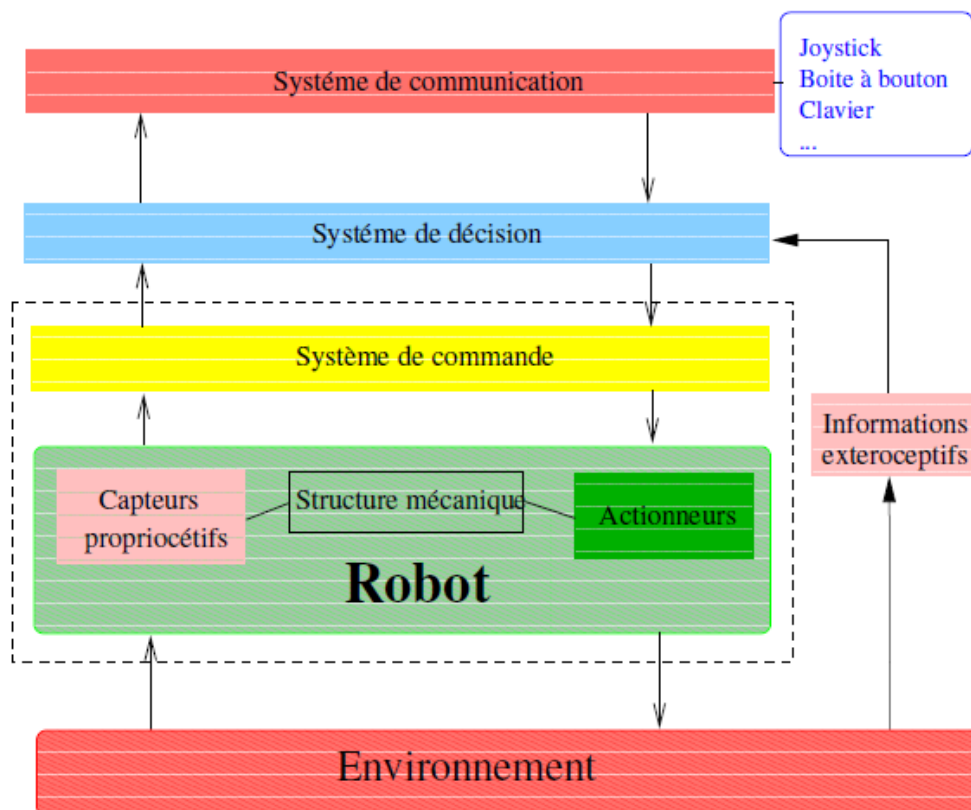 Systéme de communication
Joystick
Boite à bouton
Clavier
...
Systéme de décision
Système de commande
Informations
exteroceptifs
Capteurs
propriocétifs
Structure mécanique
Actionneurs
Robot
Environnement